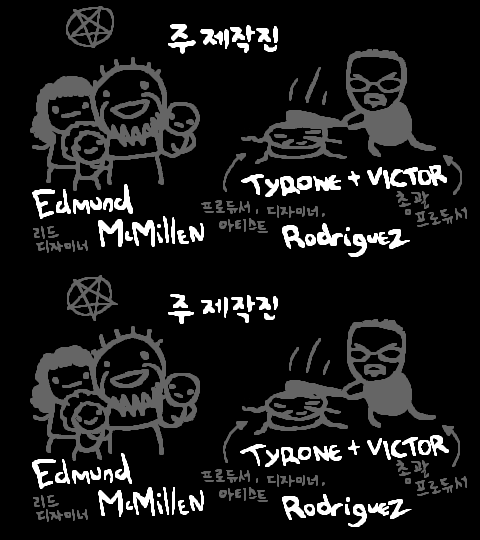 주 제작진
Edmund
McMillEN
리드
디자이너
TyRONE + VICTOR
RodRiguEZ
프로듀서, 디자이너,
아티스트
총괄
프로듀서
주 제작진
Edmund
McMillEN
리드
디자이너
TyRONE + VICTOR
RodRiguEZ
프로듀서, 디자이너,
아티스트
총괄
프로듀서